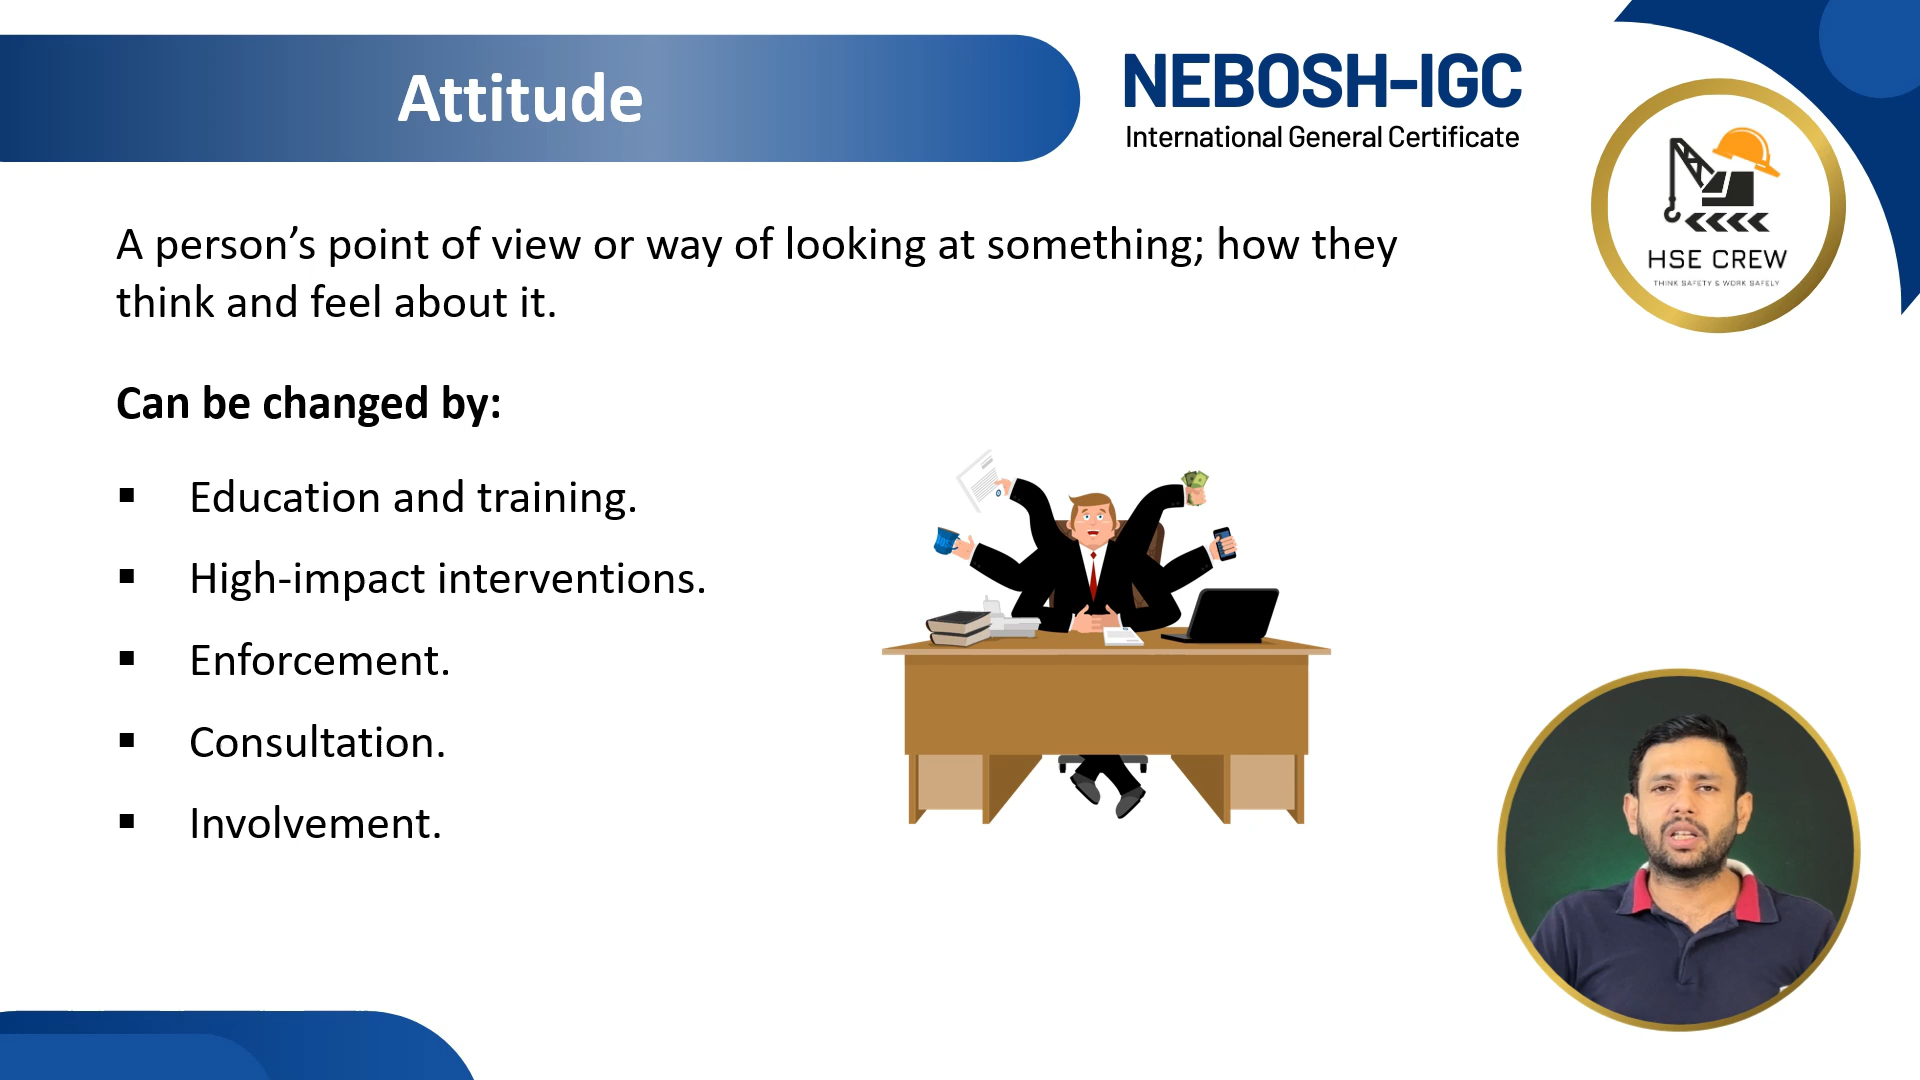 Attitude
NEBOSH-IGC
International General Certificate
HSE CREW
THINK SAFETY & WORK SAFELY
A person’s point of view or way of looking at something; how they
think and feel about it.
Can be changed by:
▪ Education and training.
▪ High-impact interventions.
▪ Enforcement.
▪ Consultation.
▪ Involvement.